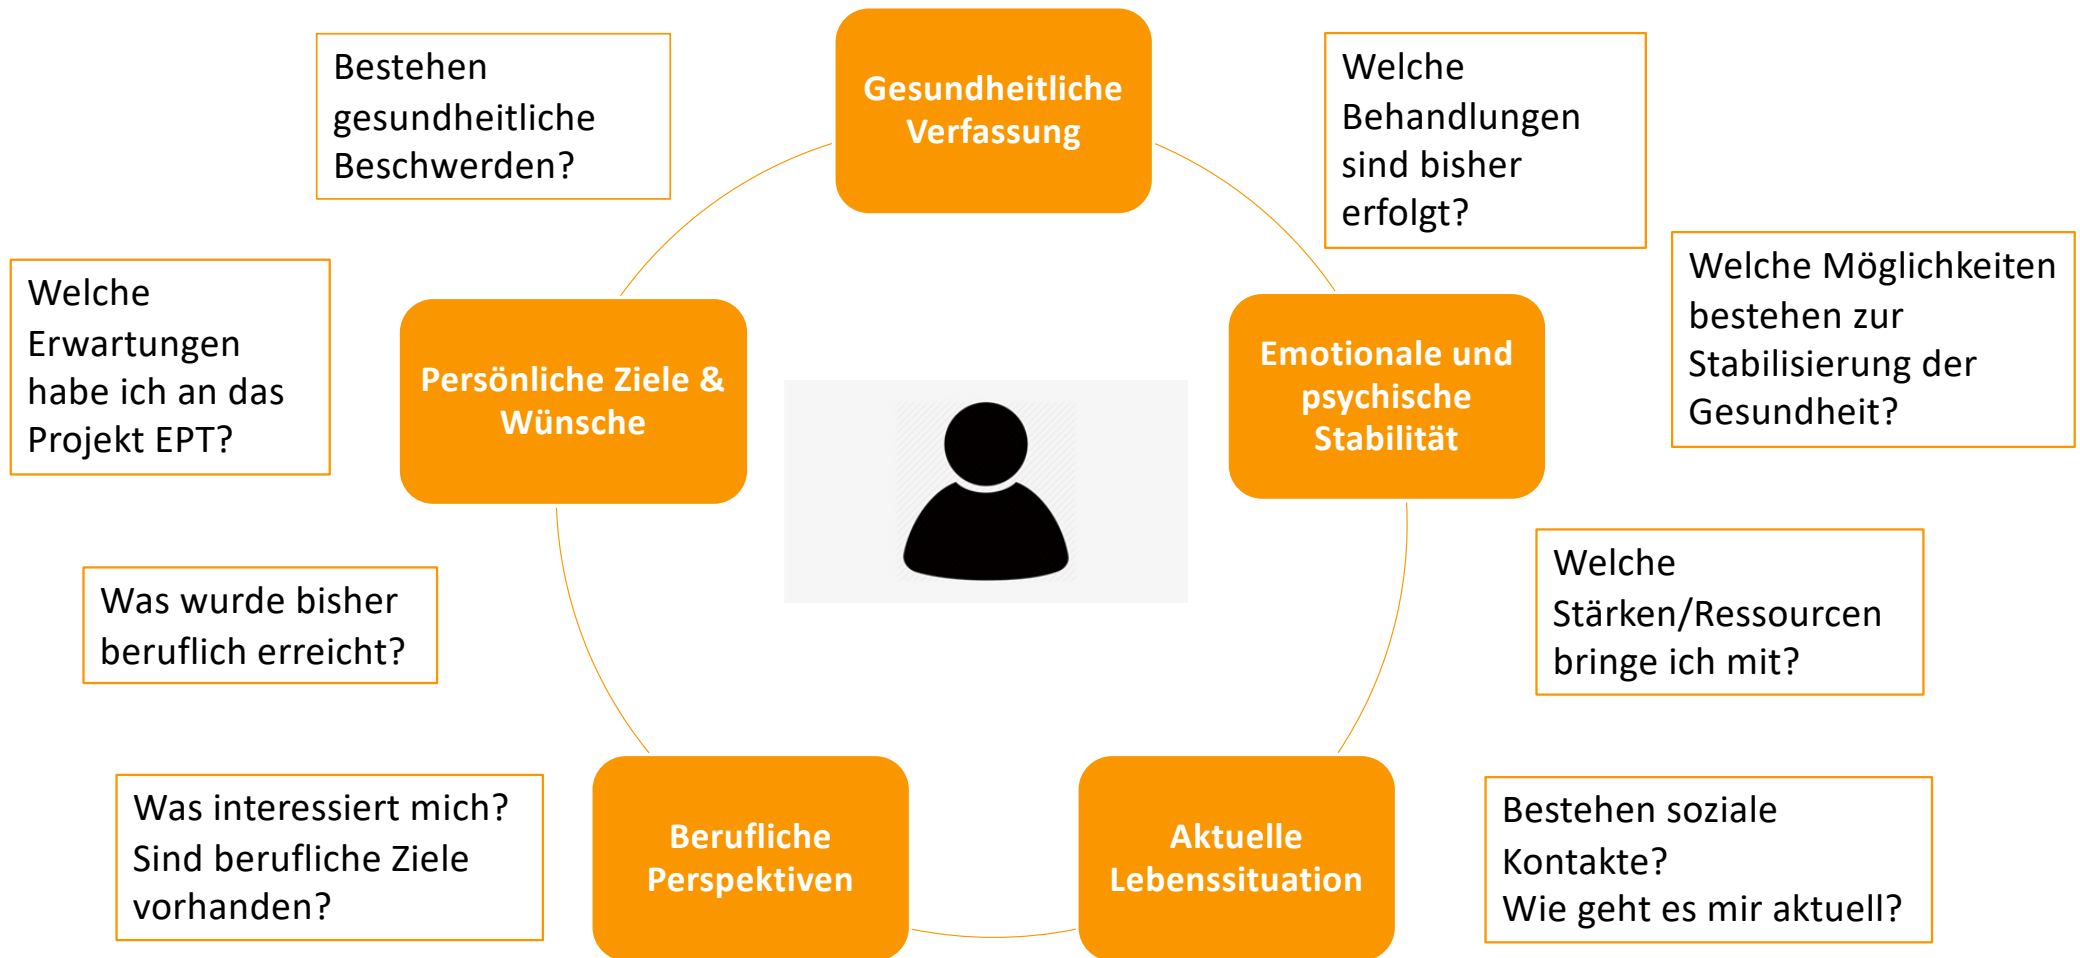 Bestehen
gesundheitliche
Beschwerden?
Gesundheitliche
Verfassung
Welche
Behandlungen
sind bisher
erfolgt?
Welche
Erwartungen
habe ich an das
Projekt EPT?
Persönliche Ziele &
Wünsche
Emotionale und
psychische
Stabilität
Welche Möglichkeiten
bestehen zur
Stabilisierung der
Gesundheit?
Was wurde bisher
beruflich erreicht?
Welche
Stärken/Ressourcen
bringe ich mit?
Was interessiert mich?
Sind berufliche Ziele
vorhanden?
Berufliche
Perspektiven
Aktuelle
Lebenssituation
Bestehen soziale
Kontakte?
Wie geht es mir aktuell?